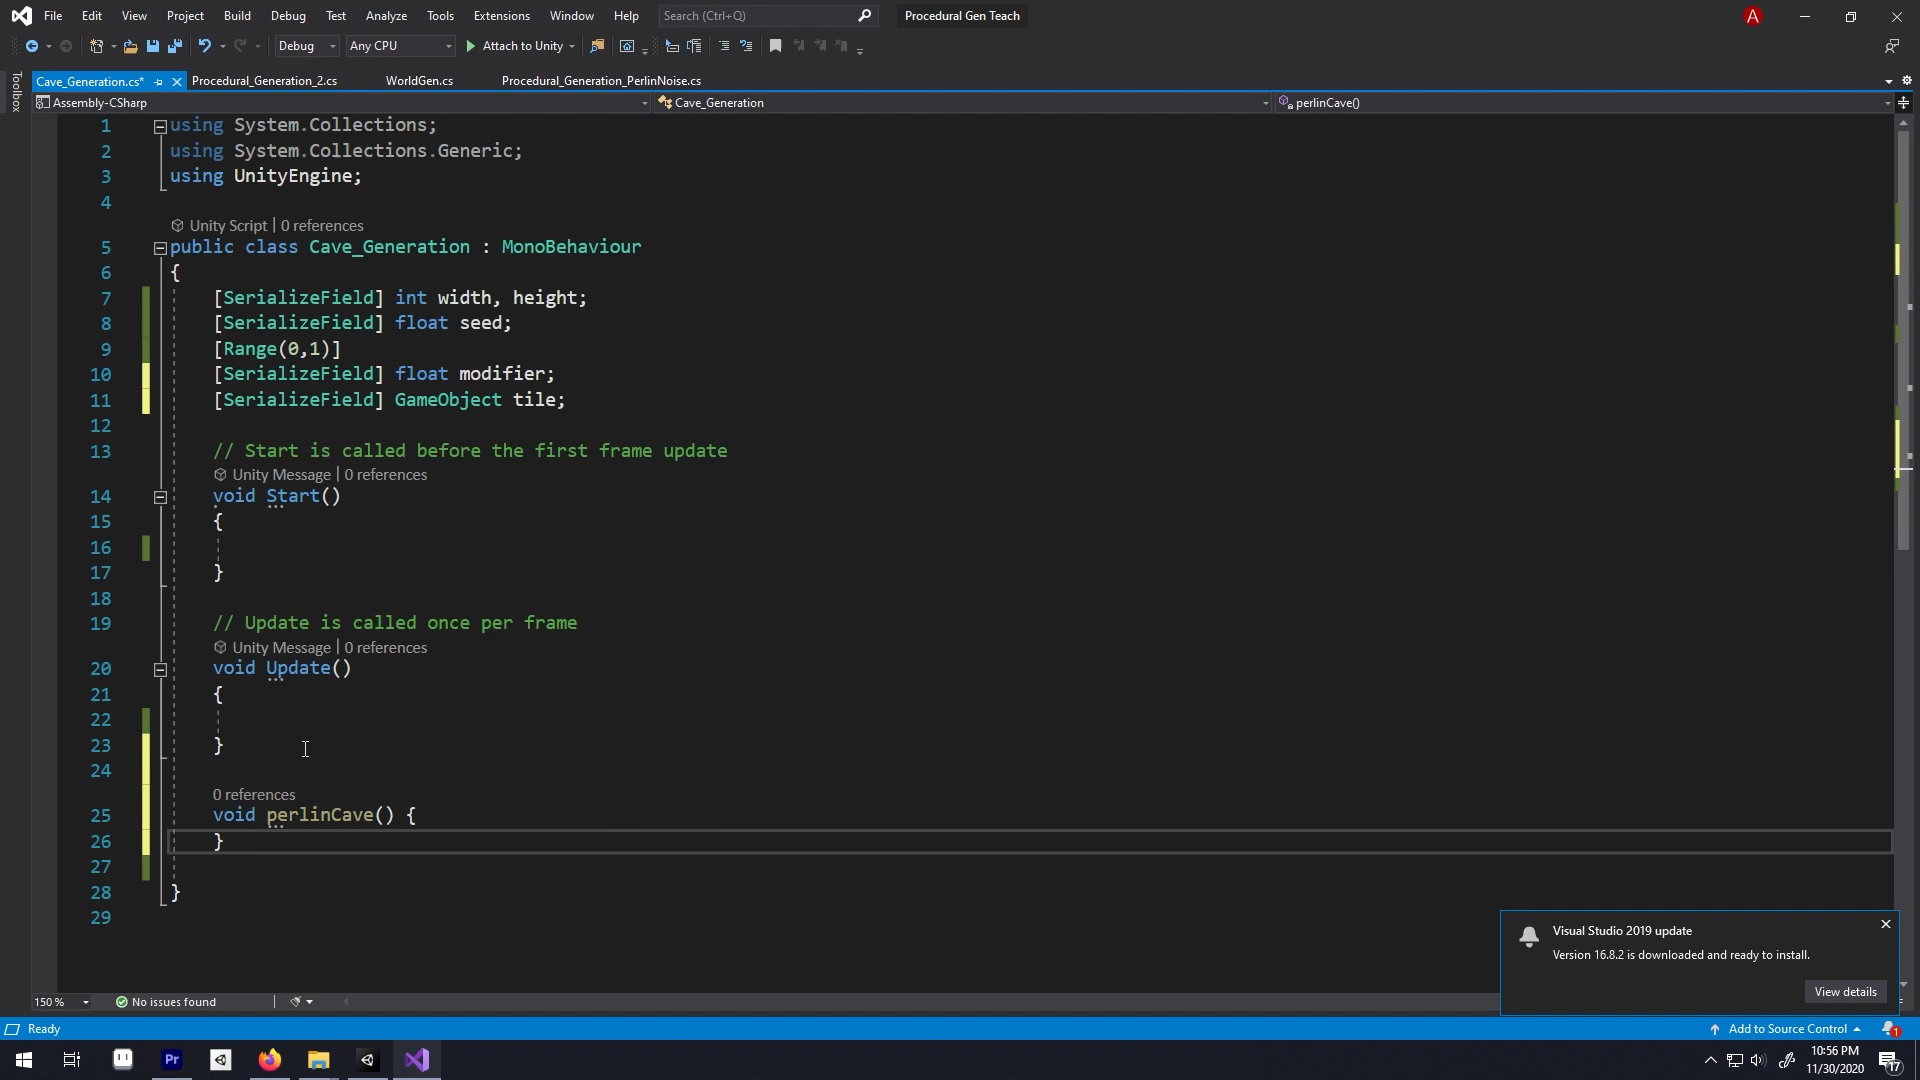 File Edit View Project Build Debug Test Analyze Tools Extensions Window Help Search (Ctrl+Q) Procedural Gen Teach A
Debug Any CPU Attach to Unity
Toolbox
Cave_Generation.cs* Procedural_Generation_2.cs WorldGen.cs Procedural_Generation_PerlinNoise.cs
Assembly-CSharp Cave_Generation perlinCave()
1 using System.Collections;
2 using System.Collections.Generic;
3 using UnityEngine;
4
Unity Script | 0 references
5 public class Cave_Generation : MonoBehaviour
6 {
7 [SerializeField] int width, height;
8 [SerializeField] float seed;
9 [Range(0,1)]
10 [SerializeField] float modifier;
11 [SerializeField] GameObject tile;
12
13 // Start is called before the first frame update
Unity Message | 0 references
14 void Start()
15 {
16
17 }
18
19 // Update is called once per frame
Unity Message | 0 references
20 void Update()
21 {
22
23 }
24
0 references
25 void perlinCave() {
26 }
27
28 }
29
Visual Studio 2019 update
Version 16.8.2 is downloaded and ready to install.
View details
150 % No issues found
Ready Add to Source Control 1
Pr
10:56 PM
11/30/2020
17